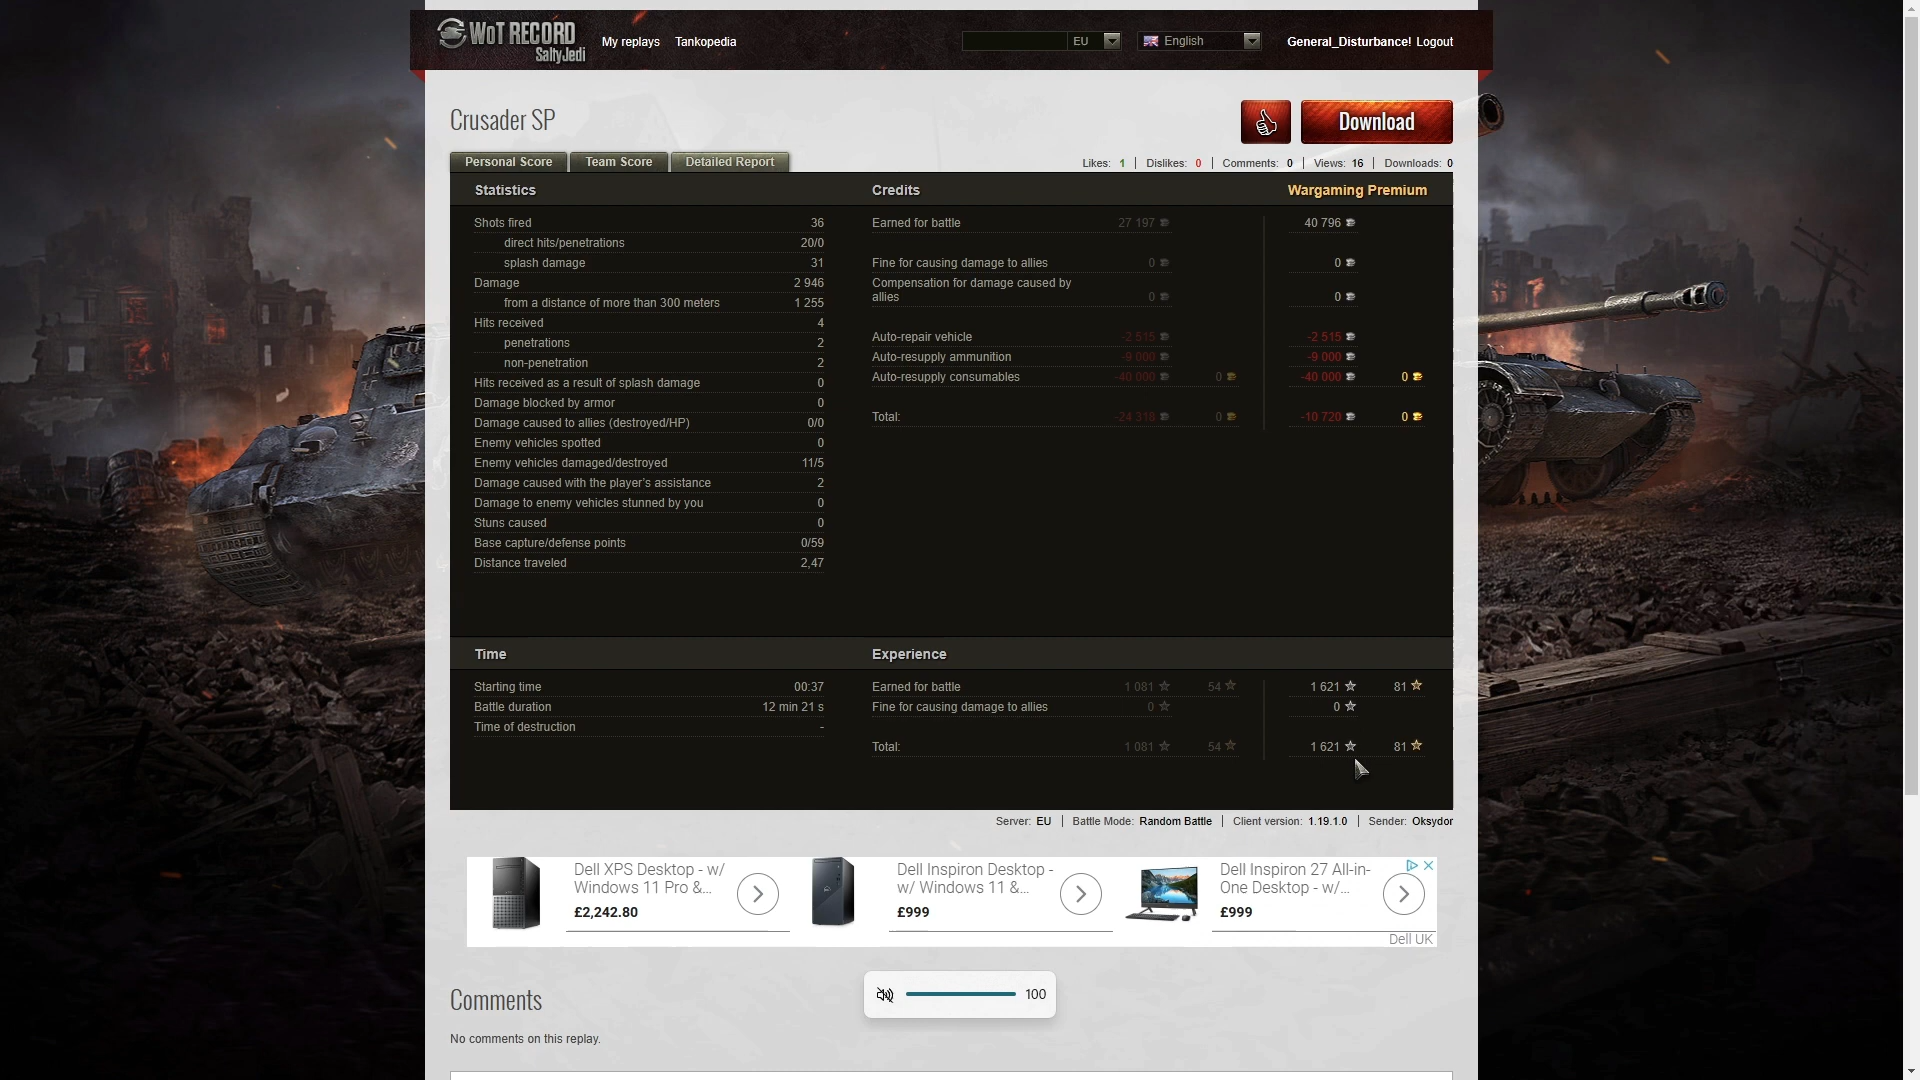 WoT RECORD
SaltyJedi
My replays
Tankopedia
EU
English
General_Disturbance! Logout
Crusader SP
Download
Personal Score
Team Score
Detailed Report
Likes: 1 | Dislikes: 0 | Comments: 0 | Views: 16 | Downloads: 0
Statistics
Shots fired 36
direct hits/penetrations 20/0
splash damage 31
Damage 2 946
from a distance of more than 300 meters 1 255
Hits received 4
penetrations 2
non-penetration 2
Hits received as a result of splash damage 0
Damage blocked by armor 0
Damage caused to allies (destroyed/HP) 0/0
Enemy vehicles spotted 0
Enemy vehicles damaged/destroyed 11/5
Damage caused with the player's assistance 2
Damage to enemy vehicles stunned by you 0
Stuns caused 0
Base capture/defense points 0/59
Distance traveled 2,47
Credits Wargaming Premium
Earned for battle 27 197 40 796
Fine for causing damage to allies 0 0
Compensation for damage caused by
allies 0 0
Auto-repair vehicle -2 515 -2 515
Auto-resupply ammunition -9 000 -9 000
Auto-resupply consumables -40 000 0 -40 000 0
Total: -24 318 0 -10 720 0
Time
Starting time 00:37
Battle duration 12 min 21 s
Time of destruction -
Experience
Earned for battle 1 081 54 1 621 81
Fine for causing damage to allies 0 0
Total: 1 081 54 1 621 81
Server: EU | Battle Mode: Random Battle | Client version: 1.19.1.0 | Sender: Oksydor
Dell XPS Desktop - w/
Windows 11 Pro &...
£2,242.80
Dell Inspiron Desktop -
w/ Windows 11 &...
£999
Dell Inspiron 27 All-in-
One Desktop - w/...
£999
Dell UK
Comments
100
No comments on this replay.